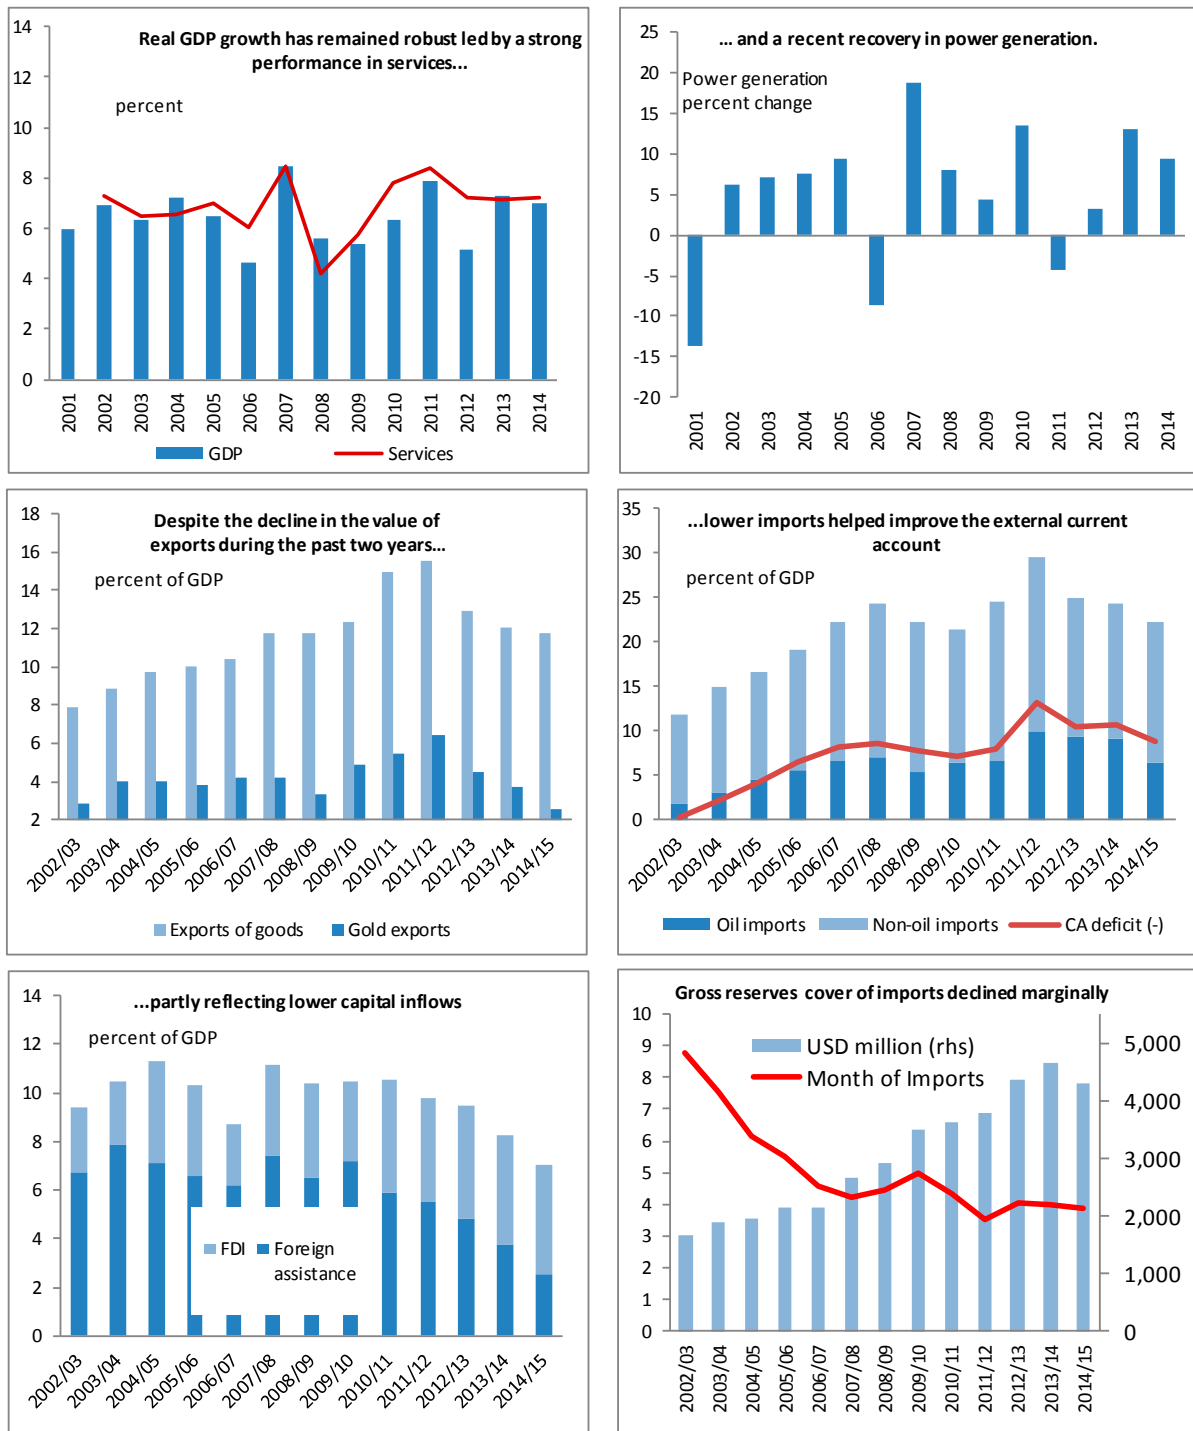 Real GDP growth has remained robust led by a strong
performance in services...
percent
14
12
10
8
6
4
2
0
2001 2002 2003 2004 2005 2006 2007 2008 2009 2010 2011 2012 2013 2014
GDP Services
... and a recent recovery in power generation.
Power generation
percent change
25
20
15
10
5
0
-5
-10
-15
-20
2001 2002 2003 2004 2005 2006 2007 2008 2009 2010 2011 2012 2013 2014
Despite the decline in the value of
exports during the past two years...
percent of GDP
18
16
14
12
10
8
6
4
2
2002/03 2003/04 2004/05 2005/06 2006/07 2007/08 2008/09 2009/10 2010/11 2011/12 2012/13 2013/14 2014/15
Exports of goods Gold exports
...lower imports helped improve the external current
account
percent of GDP
35
30
25
20
15
10
5
0
2002/03 2003/04 2004/05 2005/06 2006/07 2007/08 2008/09 2009/10 2010/11 2011/12 2012/13 2013/14 2014/15
Oil imports Non-oil imports CA deficit (-)
...partly reflecting lower capital inflows
percent of GDP
14
12
10
8
6
4
2
0
FDI Foreign
assistance
2002/03 2003/04 2004/05 2005/06 2006/07 2007/08 2008/09 2009/10 2010/11 2011/12 2012/13 2013/14 2014/15
Gross reserves cover of imports declined marginally
USD million (rhs)
Month of Imports
10
9
8
7
6
5
4
3
2
1
0
5,000
4,000
3,000
2,000
1,000
0
2002/03 2003/04 2004/05 2005/06 2006/07 2007/08 2008/09 2009/10 2010/11 2011/12 2012/13 2013/14 2014/15